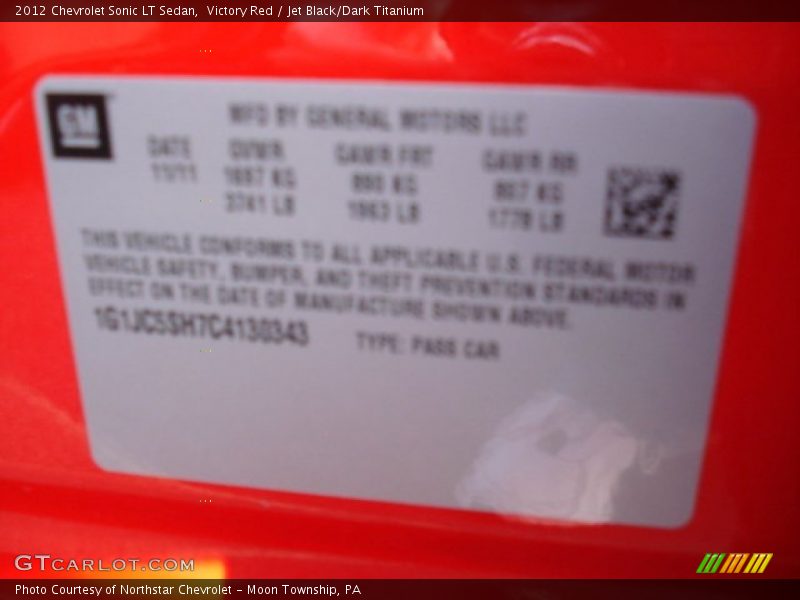 2012 Chevrolet Sonic LT Sedan,  Victory Red / Jet Black/Dark Titanium
GM
MFD BY GENERAL MOTORS LLC
DATE GVWR GAWR FRT GAWR RR
11/11 1697 KG 890 KG 807 KG
3741 LB 1963 LB 1778 LB
THIS VEHICLE CONFORMS TO ALL APPLICABLE U.S. FEDERAL MOTOR
VEHICLE SAFETY, BUMPER, AND THEFT PREVENTION STANDARDS IN
EFFECT ON THE DATE OF MANUFACTURE SHOWN ABOVE.
1G1JC5SH7C4130343 TYPE: PASS CAR
GTCARLOT.COM
Photo Courtesy of Northstar Chevrolet - Moon Township, PA